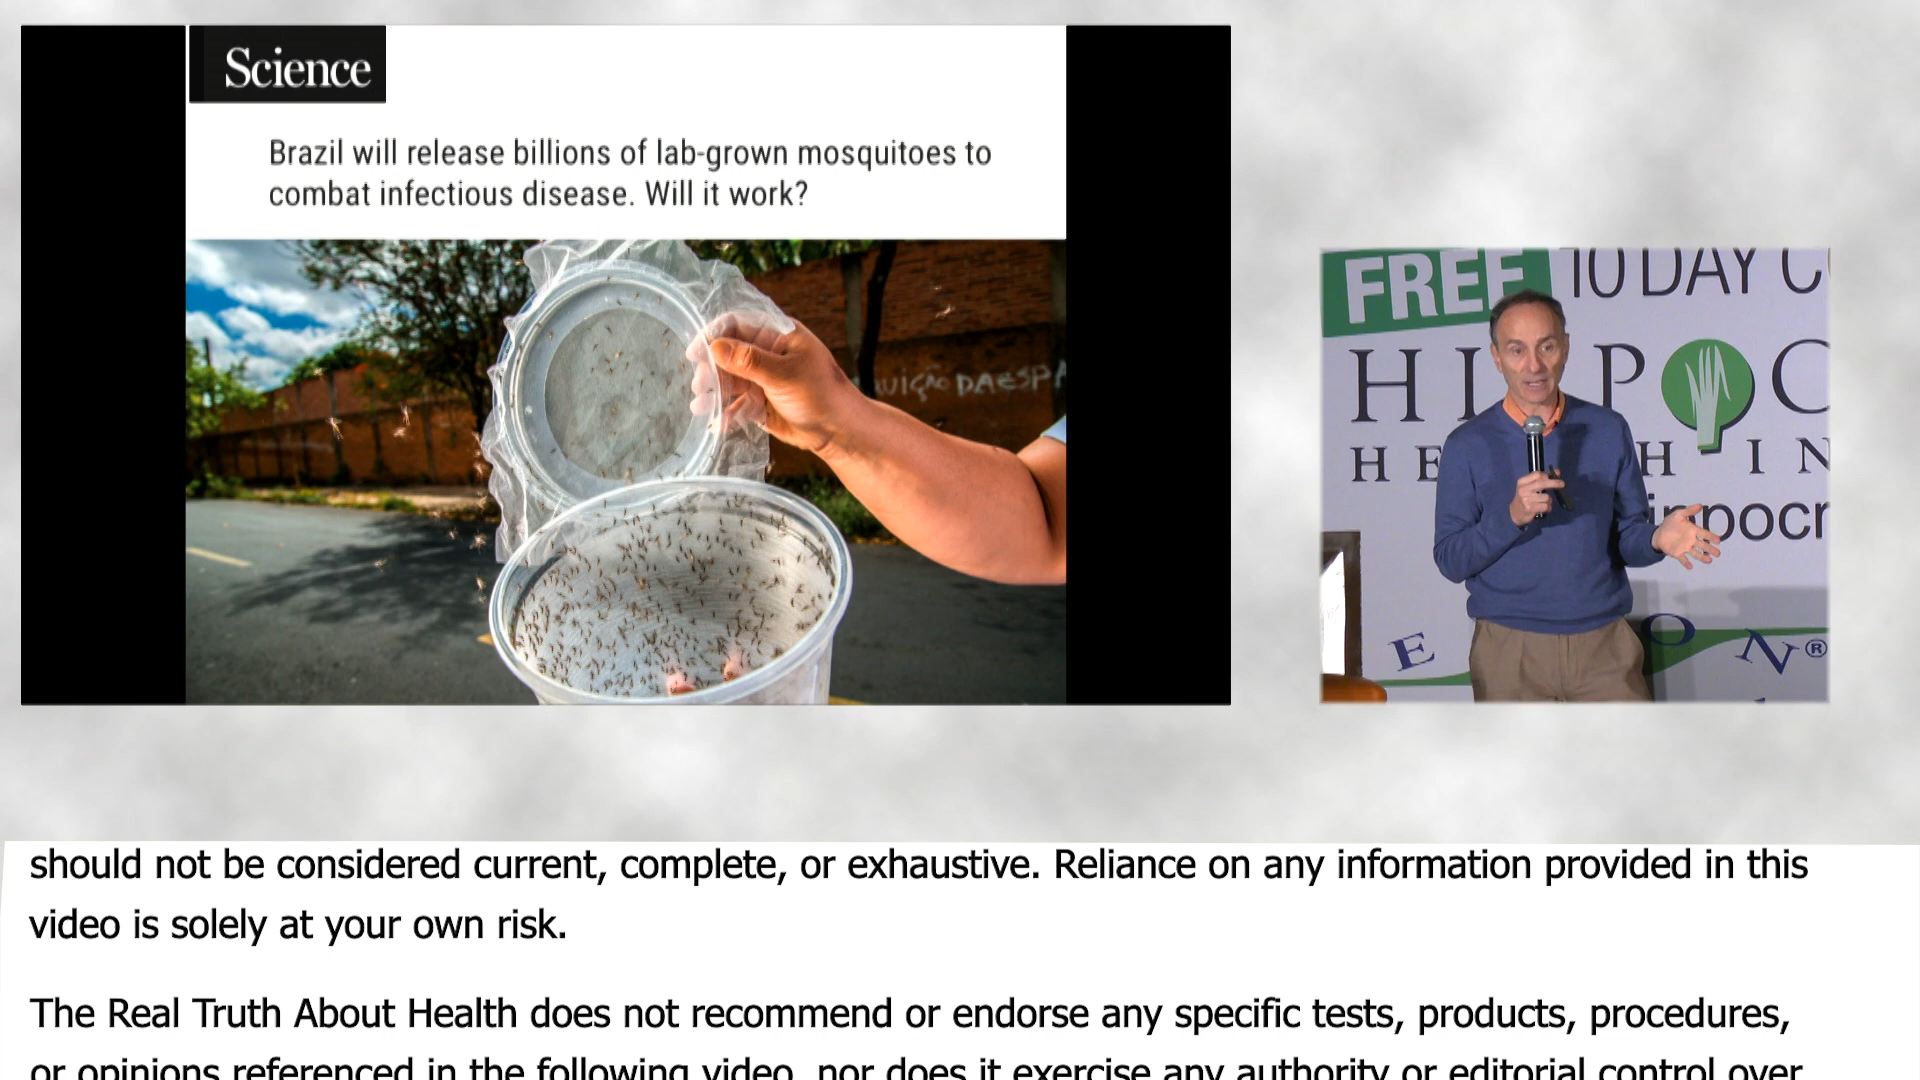 Science
Brazil will release billions of lab-grown mosquitoes to
combat infectious disease. Will it work?
FREE 10 DAY
HI P
HE H IN
E ON®
should not be considered current, complete, or exhaustive. Reliance on any information provided in this
video is solely at your own risk.
The Real Truth About Health does not recommend or endorse any specific tests, products, procedures,
or opinions referenced in the following video, nor does it exercise any authority or editorial control over